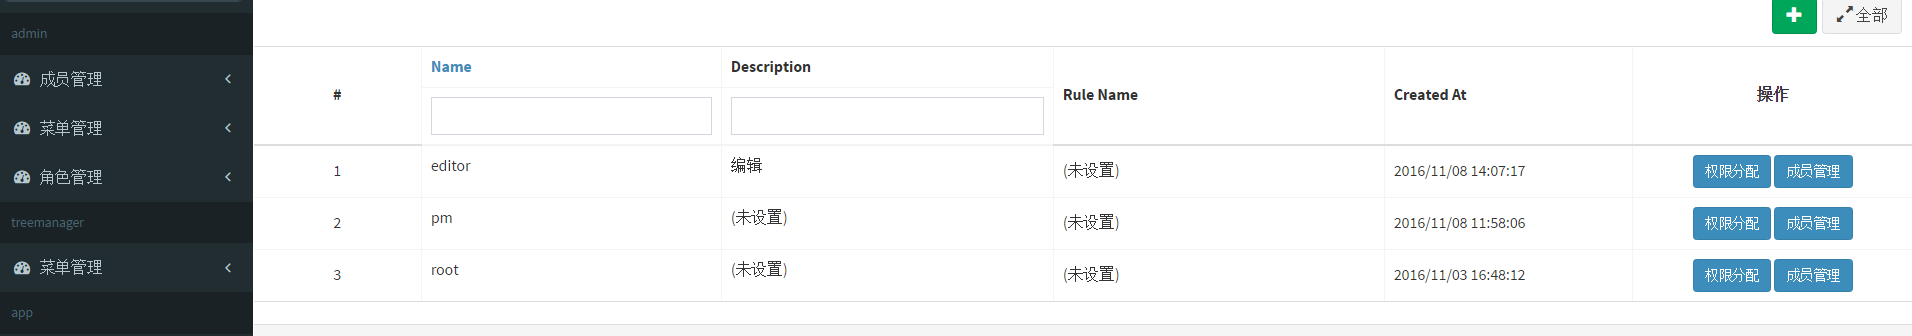 admin
成员管理
菜单管理
角色管理
treemanager
菜单管理
app
全部
# Name Description Rule Name Created At 操作
1 editor 编辑 (未设置) 2016/11/08 14:07:17 权限分配 成员管理
2 pm (未设置) (未设置) 2016/11/08 11:58:06 权限分配 成员管理
3 root (未设置) (未设置) 2016/11/03 16:48:12 权限分配 成员管理